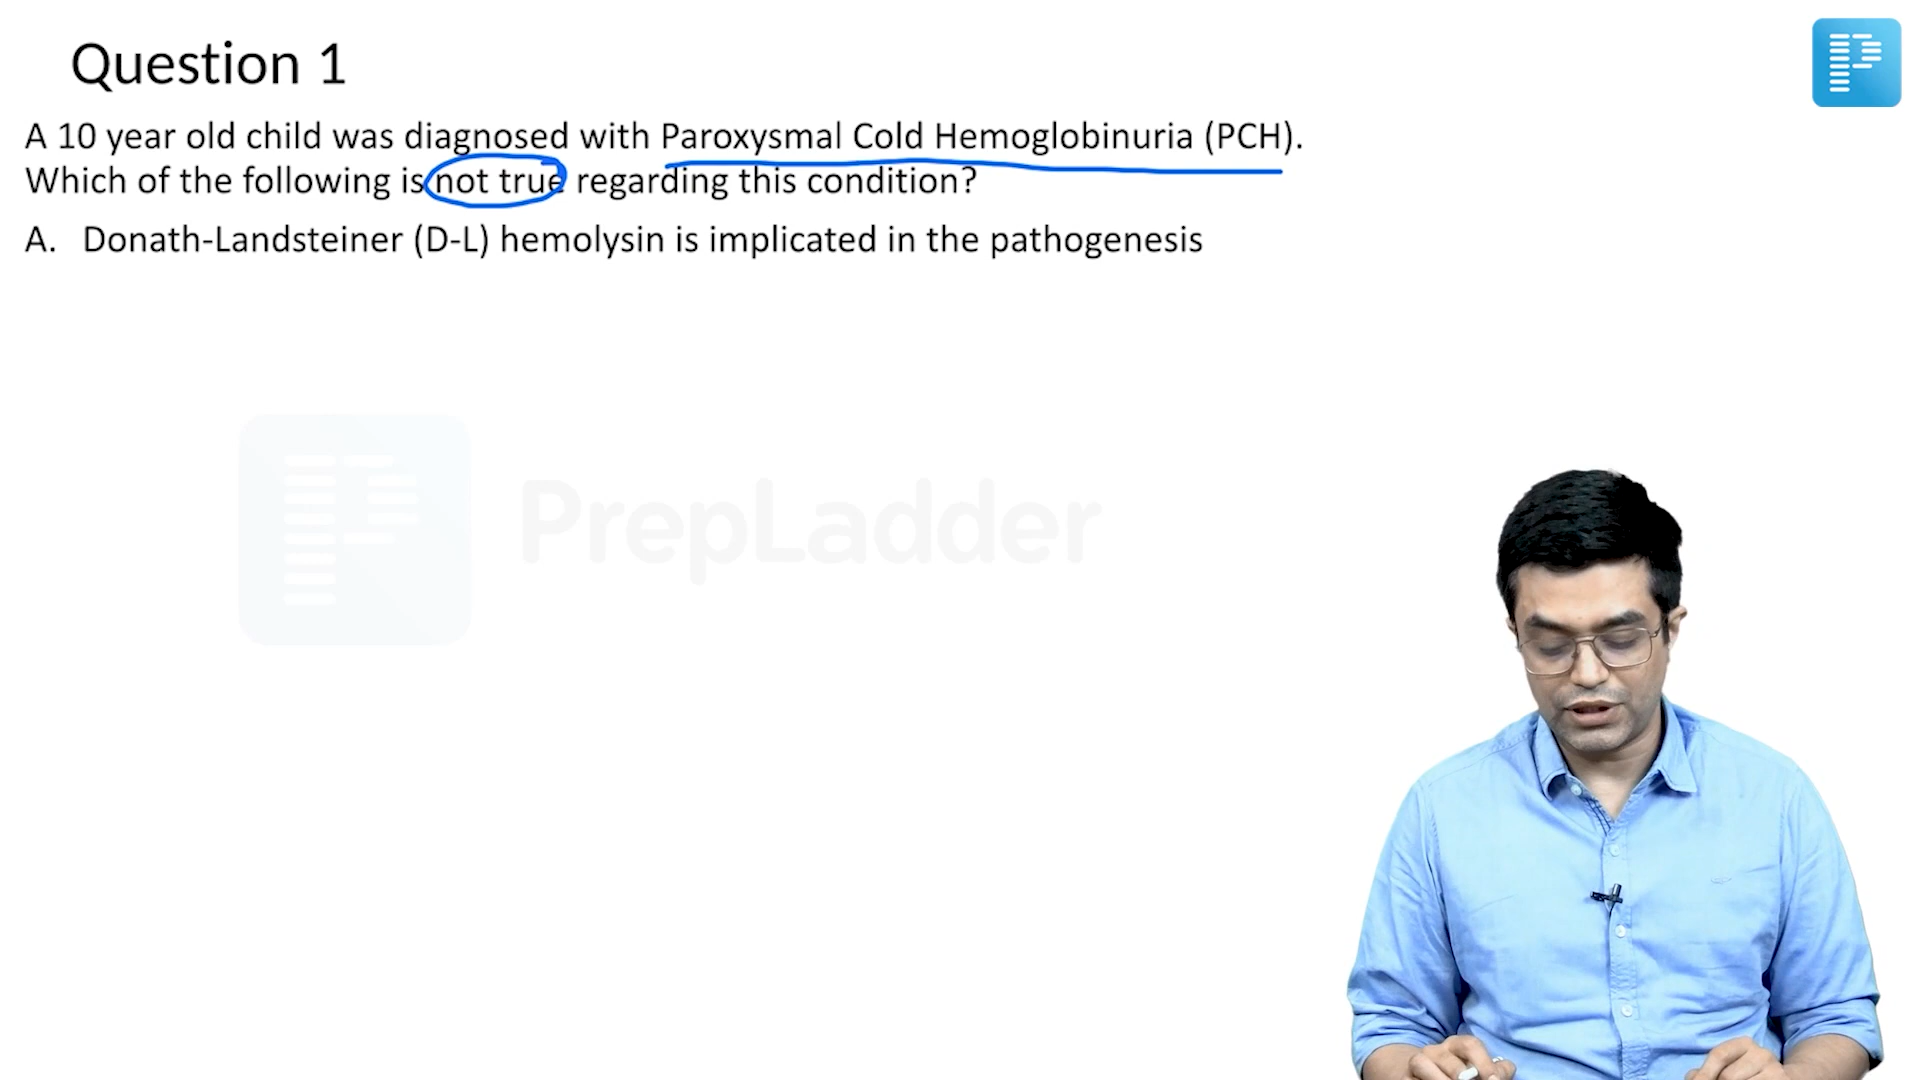 Question 1
A 10 year old child was diagnosed with Paroxysmal Cold Hemoglobinuria (PCH).
Which of the following is not true regarding this condition?
A. Donath-Landsteiner (D-L) hemolysin is implicated in the pathogenesis
PrepLadder